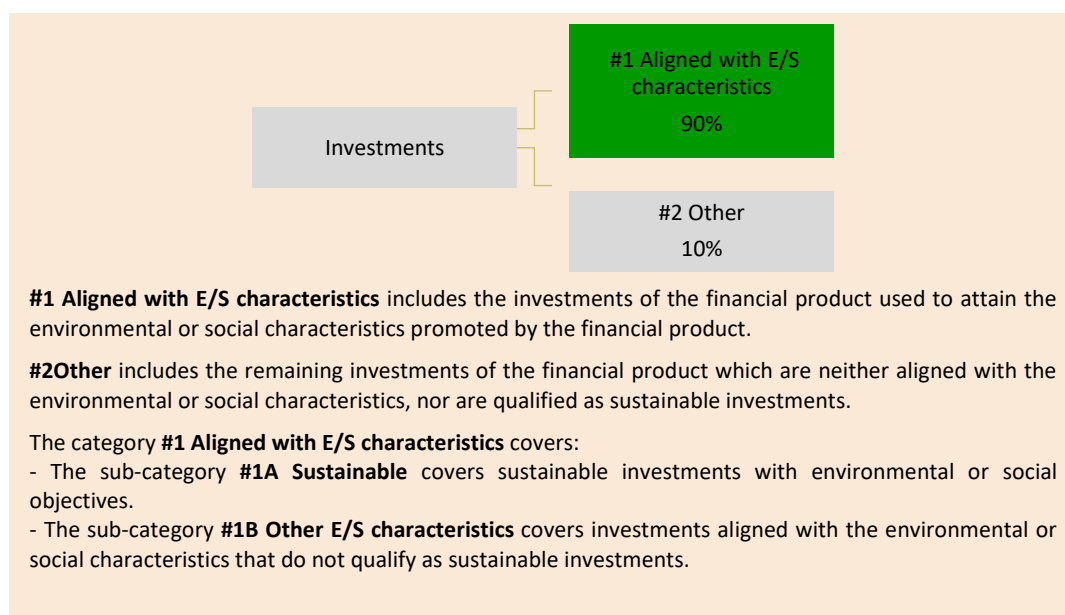 #1 Aligned with E/S
characteristics
90%
Investments
#2 Other
10%
#1 Aligned with E/S characteristics includes the investments of the financial product used to attain the
environmental or social characteristics promoted by the financial product.
#2Other includes the remaining investments of the financial product which are neither aligned with the
environmental or social characteristics, nor are qualified as sustainable investments.
The category #1 Aligned with E/S characteristics covers:
- The sub-category #1A Sustainable covers sustainable investments with environmental or social
objectives.
- The sub-category #1B Other E/S characteristics covers investments aligned with the environmental or
social characteristics that do not qualify as sustainable investments.